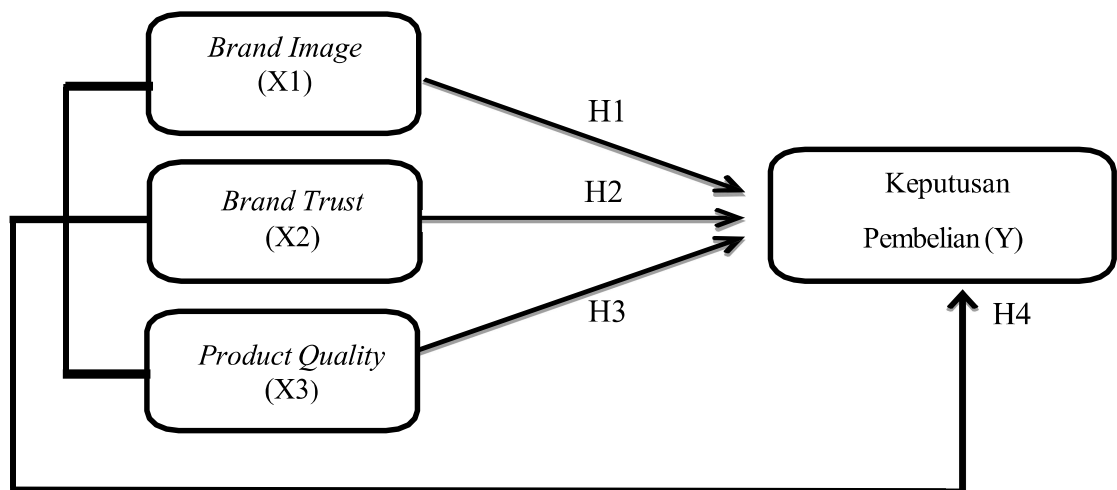 Brand Image
(X1)
H1
Brand Trust
(X2)
H2
Keputusan
Pembelian (Y)
Product Quality
(X3)
H3
H4